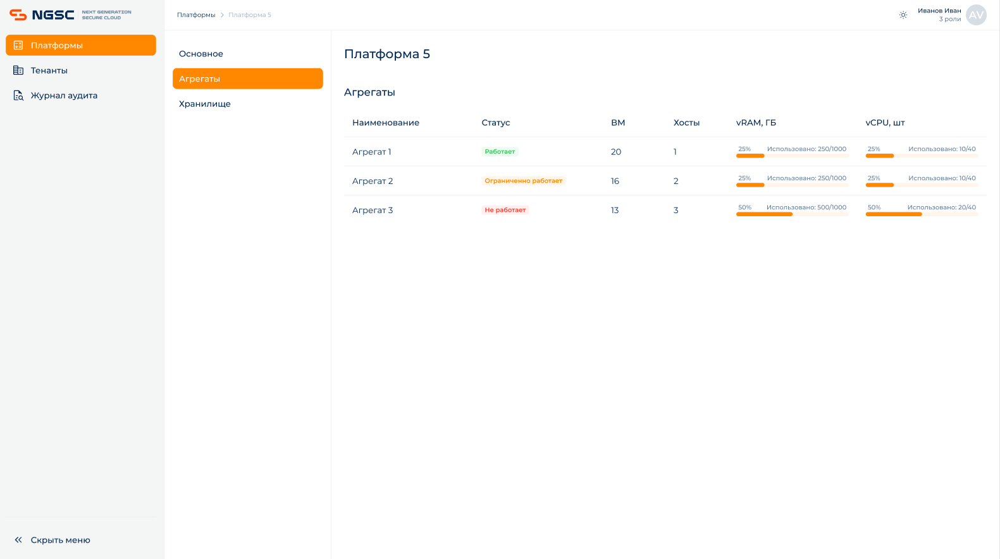 NGSC
NEXT GENERATION
SECURE CLOUD
Платформы
Тенанты
Журнал аудита
Скрыть меню
Платформы > Платформа 5
Иванов Иван
3 роли
AV
Основное
Агрегаты
Хранилище
Платформа 5
Агрегаты
Наименование Статус ВМ Хосты vRAM, ГБ vCPU, шт
Агрегат 1 Работает 20 1 25% Использовано: 250/1000 25% Использовано: 10/40
Агрегат 2 Ограниченно работает 16 2 25% Использовано: 250/1000 25% Использовано: 10/40
Агрегат 3 Не работает 13 3 50% Использовано: 500/1000 50% Использовано: 20/40